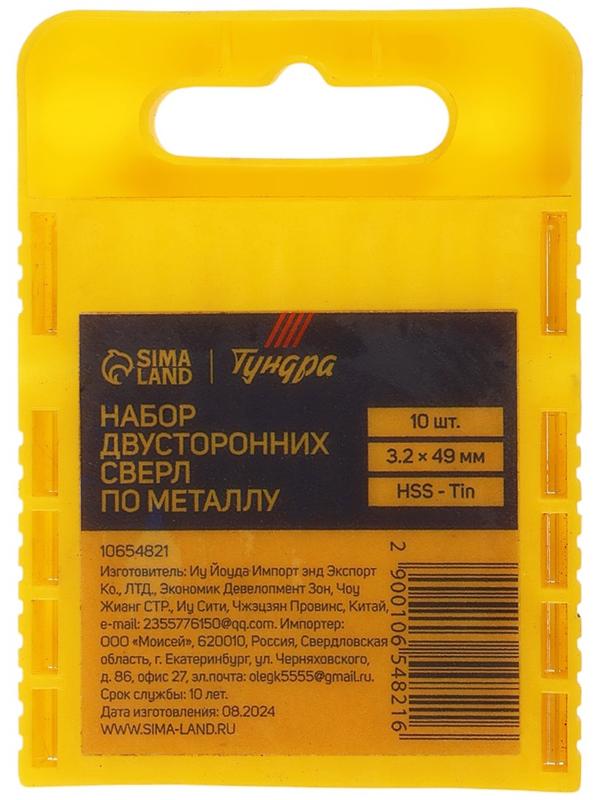 SIMA LAND | Тундра
НАБОР
ДВУСТОРОННИХ
СВЕРЛ
ПО МЕТАЛЛУ
10 шт.
3.2 × 49 мм
HSS - Tin
10654821
Изготовитель: Иу Йоуда Импорт энд Экспорт
Ко., ЛТД., Экономик Девелопмент Зон, Чоу
Жианг СТР., Иу Сити, Чжэцзян Провинс, Китай,
e-mail: 2355776150@qq.com. Импортер:
ООО «Моисей», 620010, Россия, Свердловская
область, г. Екатеринбург, ул. Черняховского,
д. 86, офис 27, эл.почта: olegk5555@gmail.ru.
Срок службы: 10 лет.
Дата изготовления: 08.2024
WWW.SIMA-LAND.RU
2 900106 548216